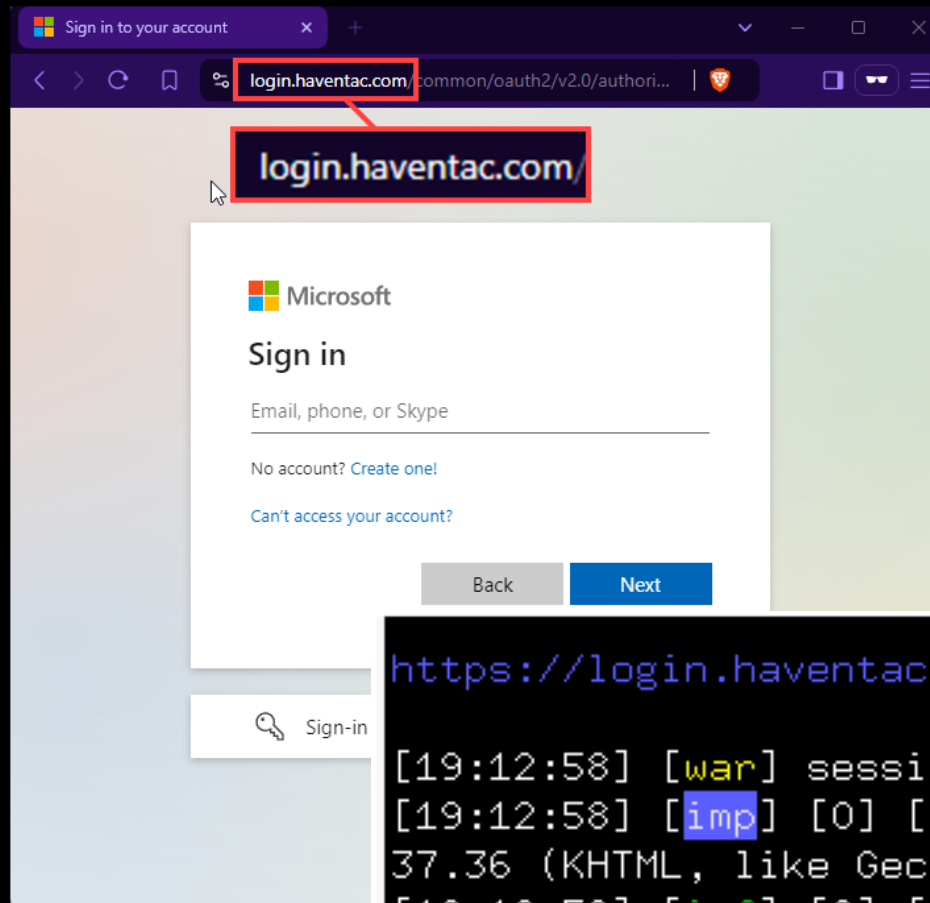 Sign in to your account
login.haventac.com/common/oauth2/v2.0/authori...
login.haventac.com/
Microsoft
Sign in
Email, phone, or Skype
No account? Create one!
Can't access your account?
Back Next
Sign-in
https://login.haventac
[19:12:58] [war] sessi
[19:12:58] [imp] [0] [
37.36 (KHTML, like Gec